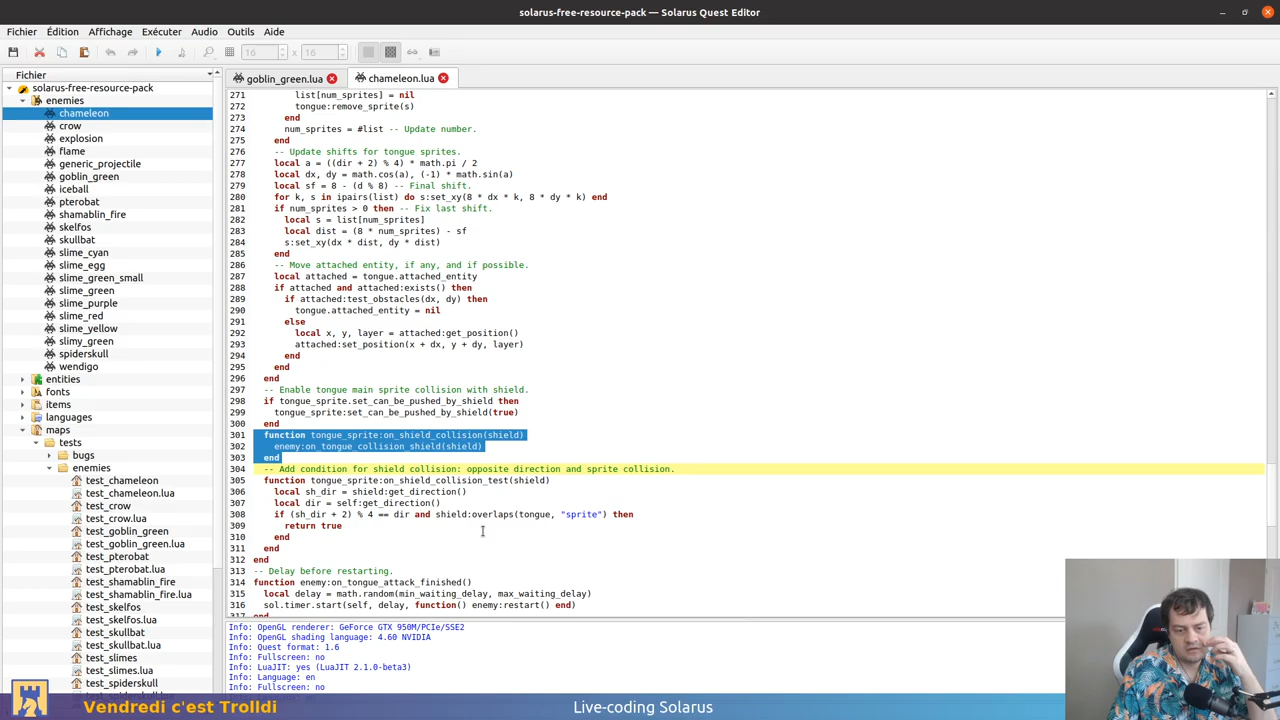 solarus-free-resource-pack — Solarus Quest Editor
Fichier Édition Affichage Exécuter Audio Outils Aide
16 x 16
Fichier
solarus-free-resource-pack
enemies
chameleon
crow
explosion
flame
generic_projectile
goblin_green
iceball
pterobat
shamablin_fire
skelfos
skullbat
slime_cyan
slime_egg
slime_green_small
slime_green
slime_purple
slime_red
slime_yellow
slimy_green
spiderskull
wendigo
entities
fonts
items
languages
maps
tests
bugs
enemies
test_chameleon
test_chameleon.lua
test_crow
test_crow.lua
test_goblin_green
test_goblin_green.lua
test_pterobat
test_pterobat.lua
test_shamablin_fire
test_shamablin_fire.lua
test_skelfos
test_skelfos.lua
test_skullbat
test_skullbat.lua
test_slimes
test_slimes.lua
test_spiderskull
goblin_green.lua chameleon.lua
271 list[num_sprites] = nil
272 tongue:remove_sprite(s)
273 end
274 num_sprites = #list -- Update number.
275 end
276 -- Update shifts for tongue sprites.
277 local a = ((dir + 2) % 4) * math.pi / 2
278 local dx, dy = math.cos(a), (-1) * math.sin(a)
279 local sf = 8 - (d % 8) -- Final shift.
280 for k, s in ipairs(list) do s:set_xy(8 * dx * k, 8 * dy * k) end
281 if num_sprites > 0 then -- Fix last shift.
282 local s = list[num_sprites]
283 local dist = (8 * num_sprites) - sf
284 s:set_xy(dx * dist, dy * dist)
285 end
286 -- Move attached entity, if any, and if possible.
287 local attached = tongue.attached_entity
288 if attached and attached:exists() then
289 if attached:test_obstacles(dx, dy) then
290 tongue.attached_entity = nil
291 else
292 local x, y, layer = attached:get_position()
293 attached:set_position(x + dx, y + dy, layer)
294 end
295 end
296 end
297 -- Enable tongue main sprite collision with shield.
298 if tongue_sprite.set_can_be_pushed_by_shield then
299 tongue_sprite:set_can_be_pushed_by_shield(true)
300 end
301 function tongue_sprite:on_shield_collision(shield)
302 enemy:on_tongue_collision_shield(shield)
303 end
304 -- Add condition for shield collision: opposite direction and sprite collision.
305 function tongue_sprite:on_shield_collision_test(shield)
306 local sh_dir = shield:get_direction()
307 local dir = self:get_direction()
308 if (sh_dir + 2) % 4 == dir and shield:overlaps(tongue, "sprite") then
309 return true
310 end
311 end
312 end
313 -- Delay before restarting.
314 function enemy:on_tongue_attack_finished()
315 local delay = math.random(min_waiting_delay, max_waiting_delay)
316 sol.timer.start(self, delay, function() enemy:restart() end)
317 end
Info: OpenGL renderer: GeForce GTX 950M/PCIe/SSE2
Info: OpenGL shading language: 4.60 NVIDIA
Info: Quest format: 1.6
Info: Fullscreen: no
Info: LuaJIT: yes (LuaJIT 2.1.0-beta3)
Info: Language: en
Info: Fullscreen: no
Vendredi c'est Trolldi
Live-coding Solarus